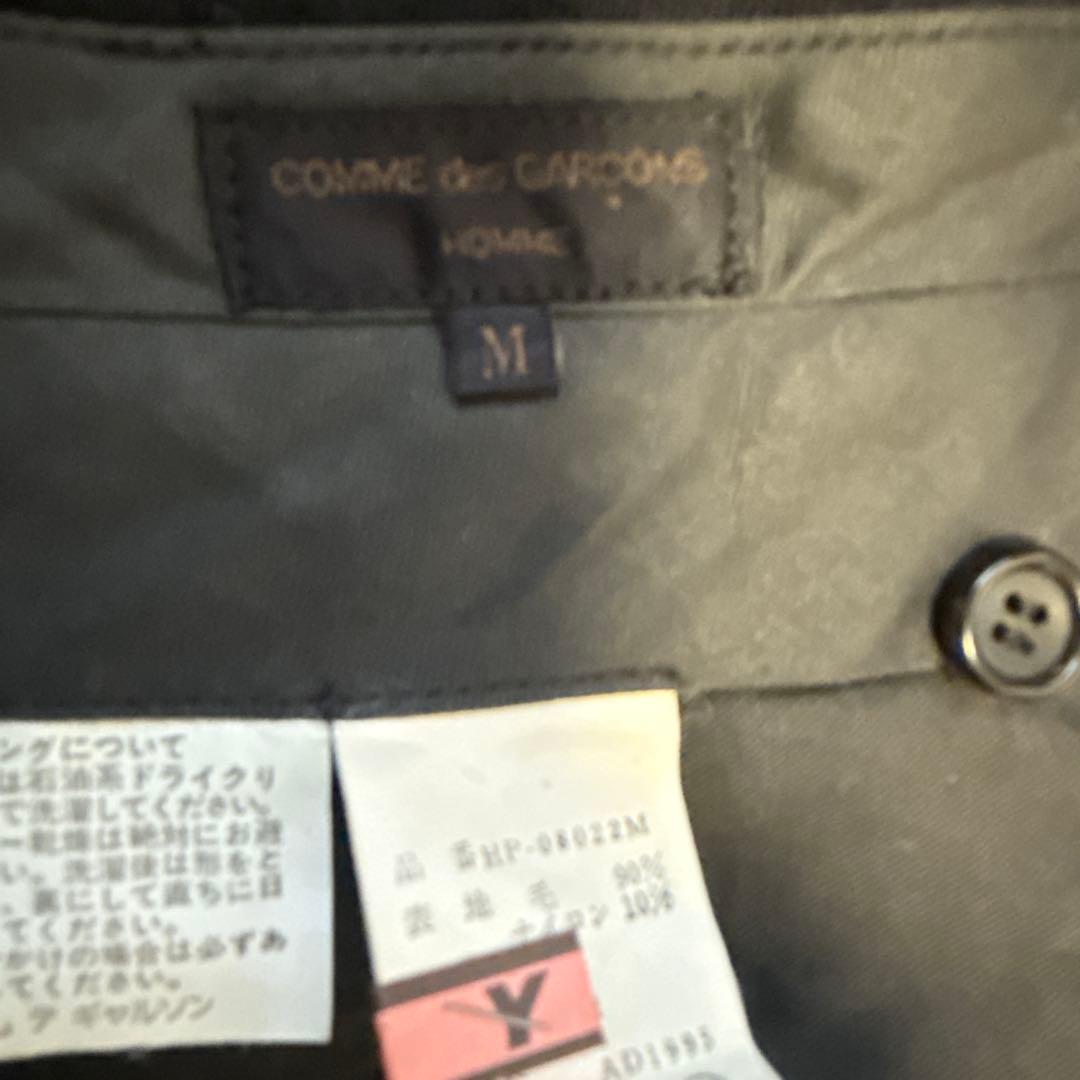 COMME des GARÇONS
HOMME
M
ングについて
は石油系ドライクリ
で洗濯してください。
ー乾燥は絶対にお避
い。洗濯後は形をと
、裏にして直ちに日
てください。
かけの場合は必ずあ
てください。
デ ギャルソン
品 番HP-08022M
表 地 毛 90%
ナイロン 10%
Y
AD1995